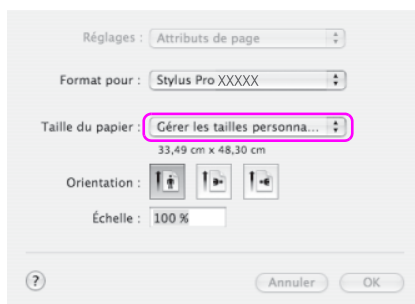 Réglages : Attributs de page
Format pour : Stylus Pro XXXXX
Taille du papier : Gérer les tailles personna...
33,49 cm x 48,30 cm
Orientation :
Échelle : 100 %
? Annuler OK